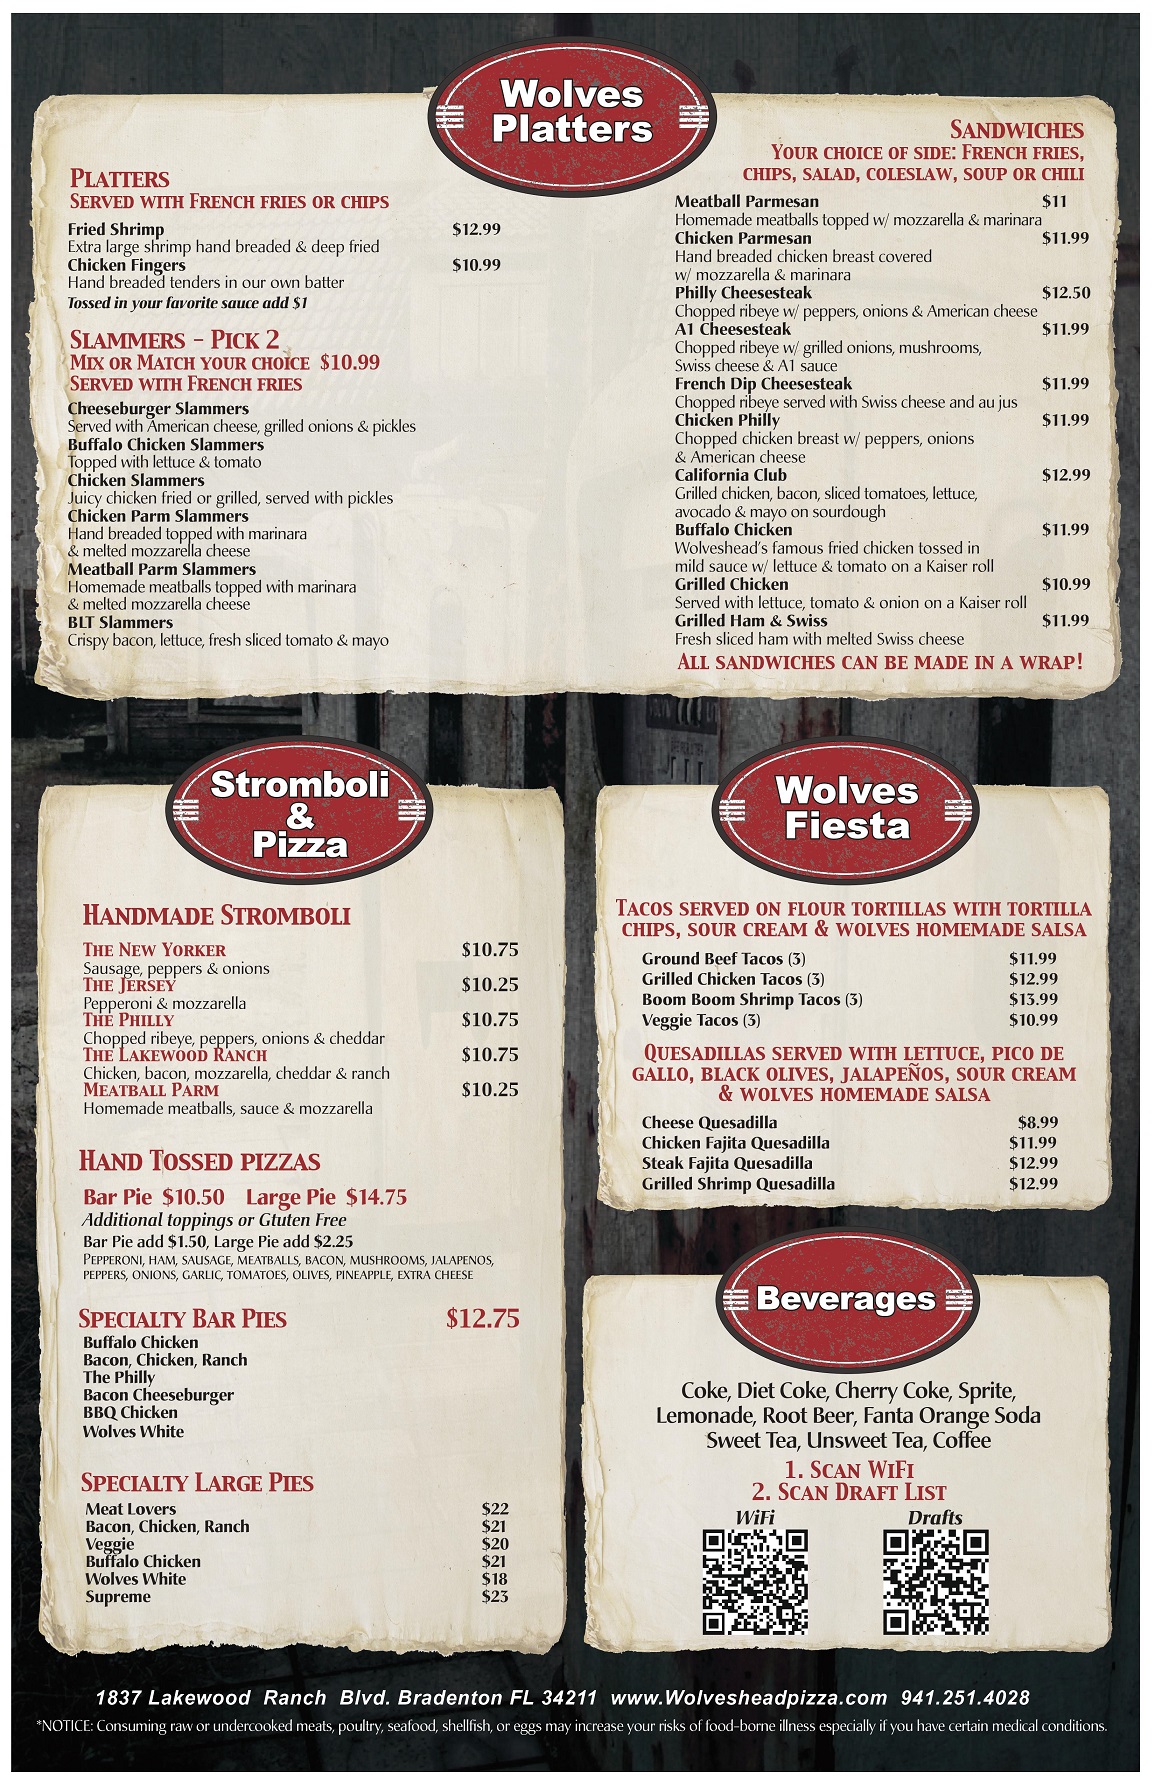 Wolves
Platters
Platters
Served with French fries or chips
Fried Shrimp $12.99
Extra large shrimp hand breaded & deep fried
Chicken Fingers $10.99
Hand breaded tenders in our own batter
Tossed in your favorite sauce add $1
Slammers - Pick 2
Mix or Match your choice $10.99
Served with French fries
Cheeseburger Slammers
Served with American cheese, grilled onions & pickles
Buffalo Chicken Slammers
Topped with lettuce & tomato
Chicken Slammers
Juicy chicken fried or grilled, served with pickles
Chicken Parm Slammers
Hand breaded topped with marinara
& melted mozzarella cheese
Meatball Parm Slammers
Homemade meatballs topped with marinara
& melted mozzarella cheese
BLT Slammers
Crispy bacon, lettuce, fresh sliced tomato & mayo
Sandwiches
Your choice of side: French fries,
chips, salad, coleslaw, soup or chili
Meatball Parmesan $11
Homemade meatballs topped w/ mozzarella & marinara
Chicken Parmesan $11.99
Hand breaded chicken breast covered
w/ mozzarella & marinara
Philly Cheesesteak $12.50
Chopped ribeye w/ peppers, onions & American cheese
A1 Cheesesteak $11.99
Chopped ribeye w/ grilled onions, mushrooms,
Swiss cheese & A1 sauce
French Dip Cheesesteak $11.99
Chopped ribeye served with Swiss cheese and au jus
Chicken Philly $11.99
Chopped chicken breast w/ peppers, onions
& American cheese
California Club $12.99
Grilled chicken, bacon, sliced tomatoes, lettuce,
avocado & mayo on sourdough
Buffalo Chicken $11.99
Wolveshead's famous fried chicken tossed in
mild sauce w/ lettuce & tomato on a Kaiser roll
Grilled Chicken $10.99
Served with lettuce, tomato & onion on a Kaiser roll
Grilled Ham & Swiss $11.99
Fresh sliced ham with melted Swiss cheese
All sandwiches can be made in a wrap!
Stromboli
&
Pizza
Handmade Stromboli
The New Yorker $10.75
Sausage, peppers & onions
The Jersey $10.25
Pepperoni & mozzarella
The Philly $10.75
Chopped ribeye, peppers, onions & cheddar
The Lakewood Ranch $10.75
Chicken, bacon, mozzarella, cheddar & ranch
Meatball Parm $10.25
Homemade meatballs, sauce & mozzarella
Hand Tossed pizzas
Bar Pie $10.50 Large Pie $14.75
Additional toppings or Gtuten Free
Bar Pie add $1.50, Large Pie add $2.25
Pepperoni, ham, sausage, meatballs, bacon, mushrooms, jalapenos,
peppers, onions, garlic, tomatoes, olives, pineapple, extra cheese
Specialty Bar Pies $12.75
Buffalo Chicken
Bacon, Chicken, Ranch
The Philly
Bacon Cheeseburger
BBQ Chicken
Wolves White
Specialty Large Pies
Meat Lovers $22
Bacon, Chicken, Ranch $21
Veggie $20
Buffalo Chicken $21
Wolves White $18
Supreme $23
Wolves
Fiesta
Tacos served on flour tortillas with tortilla
chips, sour cream & wolves homemade salsa
Ground Beef Tacos (3) $11.99
Grilled Chicken Tacos (3) $12.99
Boom Boom Shrimp Tacos (3) $13.99
Veggie Tacos (3) $10.99
Quesadillas served with lettuce, pico de
gallo, black olives, jalapeños, sour cream
& wolves homemade salsa
Cheese Quesadilla $8.99
Chicken Fajita Quesadilla $11.99
Steak Fajita Quesadilla $12.99
Grilled Shrimp Quesadilla $12.99
Beverages
Coke, Diet Coke, Cherry Coke, Sprite,
Lemonade, Root Beer, Fanta Orange Soda
Sweet Tea, Unsweet Tea, Coffee
1. Scan WiFi
2. Scan Draft List
WiFi Drafts
1837 Lakewood Ranch Blvd. Bradenton FL 34211 www.Wolvesheadpizza.com 941.251.4028
*NOTICE: Consuming raw or undercooked meats, poultry, seafood, shellfish, or eggs may increase your risks of food-borne illness especially if you have certain medical conditions.